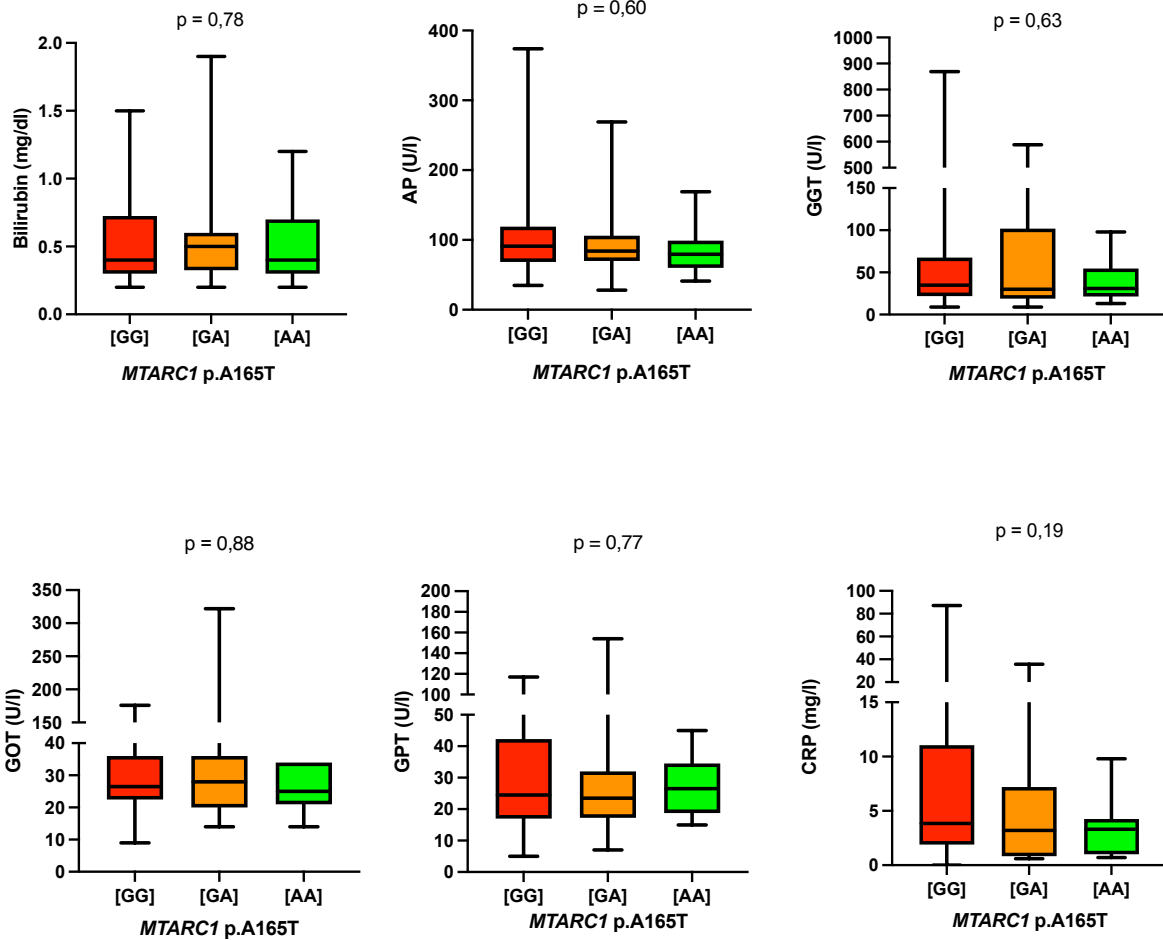 p = 0,78
Bilirubin (mg/dl)
2.0
1.5
1.0
0.5
0.0
[GG] [GA] [AA]
MTARC1 p.A165T
p = 0,60
AP (U/l)
400
300
200
100
0
[GG] [GA] [AA]
MTARC1 p.A165T
p = 0,63
GGT (U/l)
1000
900
800
700
600
500
150
100
50
0
[GG] [GA] [AA]
MTARC1 p.A165T
p = 0,88
GOT (U/l)
350
300
250
200
150
40
30
20
10
0
[GG] [GA] [AA]
MTARC1 p.A165T
p = 0,77
GPT (U/l)
200
180
160
140
120
100
50
40
30
20
10
0
[GG] [GA] [AA]
MTARC1 p.A165T
p = 0,19
CRP (mg/l)
100
80
60
40
20
15
10
5
0
[GG] [GA] [AA]
MTARC1 p.A165T